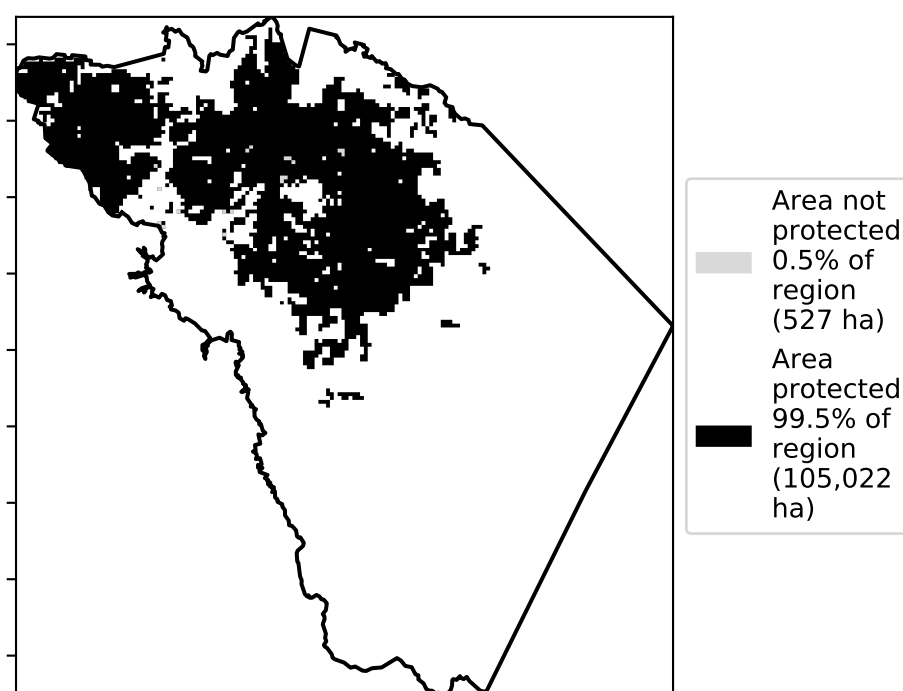 Area not
protected
0.5% of
region
(527 ha)
Area
protected
99.5% of
region
(105,022
ha)